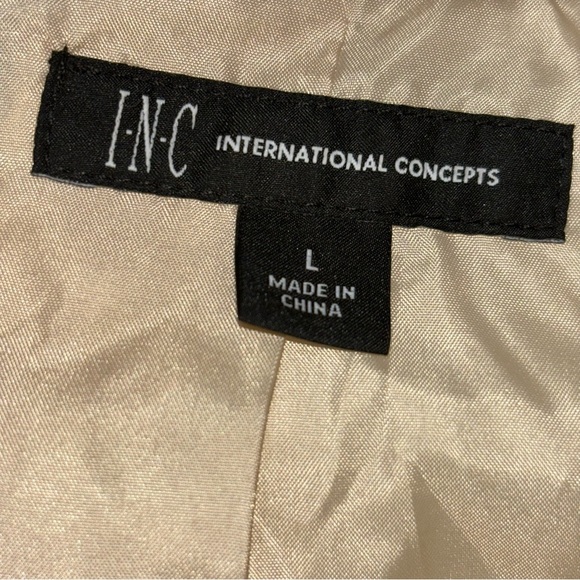 I·N·C INTERNATIONAL CONCEPTS
L
MADE IN
CHINA